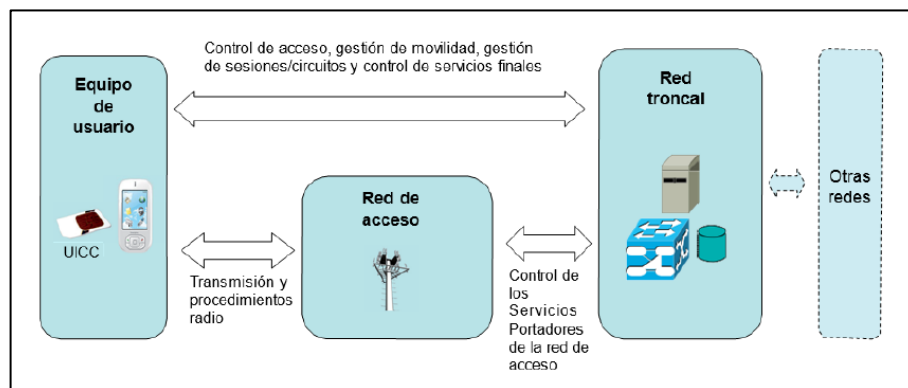 Control de acceso, gestión de movilidad, gestión
de sesiones/circuitos y control de servicios finales
Equipo
de
usuario
UICC
Transmisión y
procedimientos
radio
Red de
acceso
Control de
los
Servicios
Portadores
de la red de
acceso
Red
troncal
Otras
redes